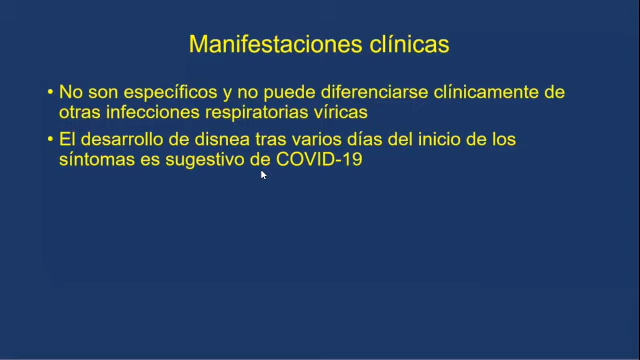 Manifestaciones clínicas
• No son específicos y no puede diferenciarse clínicamente de
otras infecciones respiratorias víricas
• El desarrollo de disnea tras varios días del inicio de los
síntomas es sugestivo de COVID-19